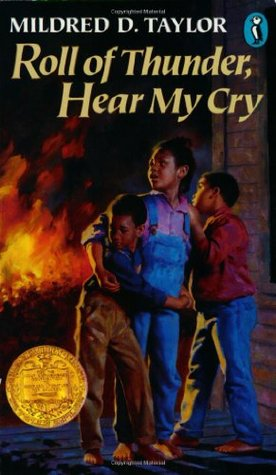 MILDRED D. TAYLOR
Roll of Thunder,
Hear My Cry